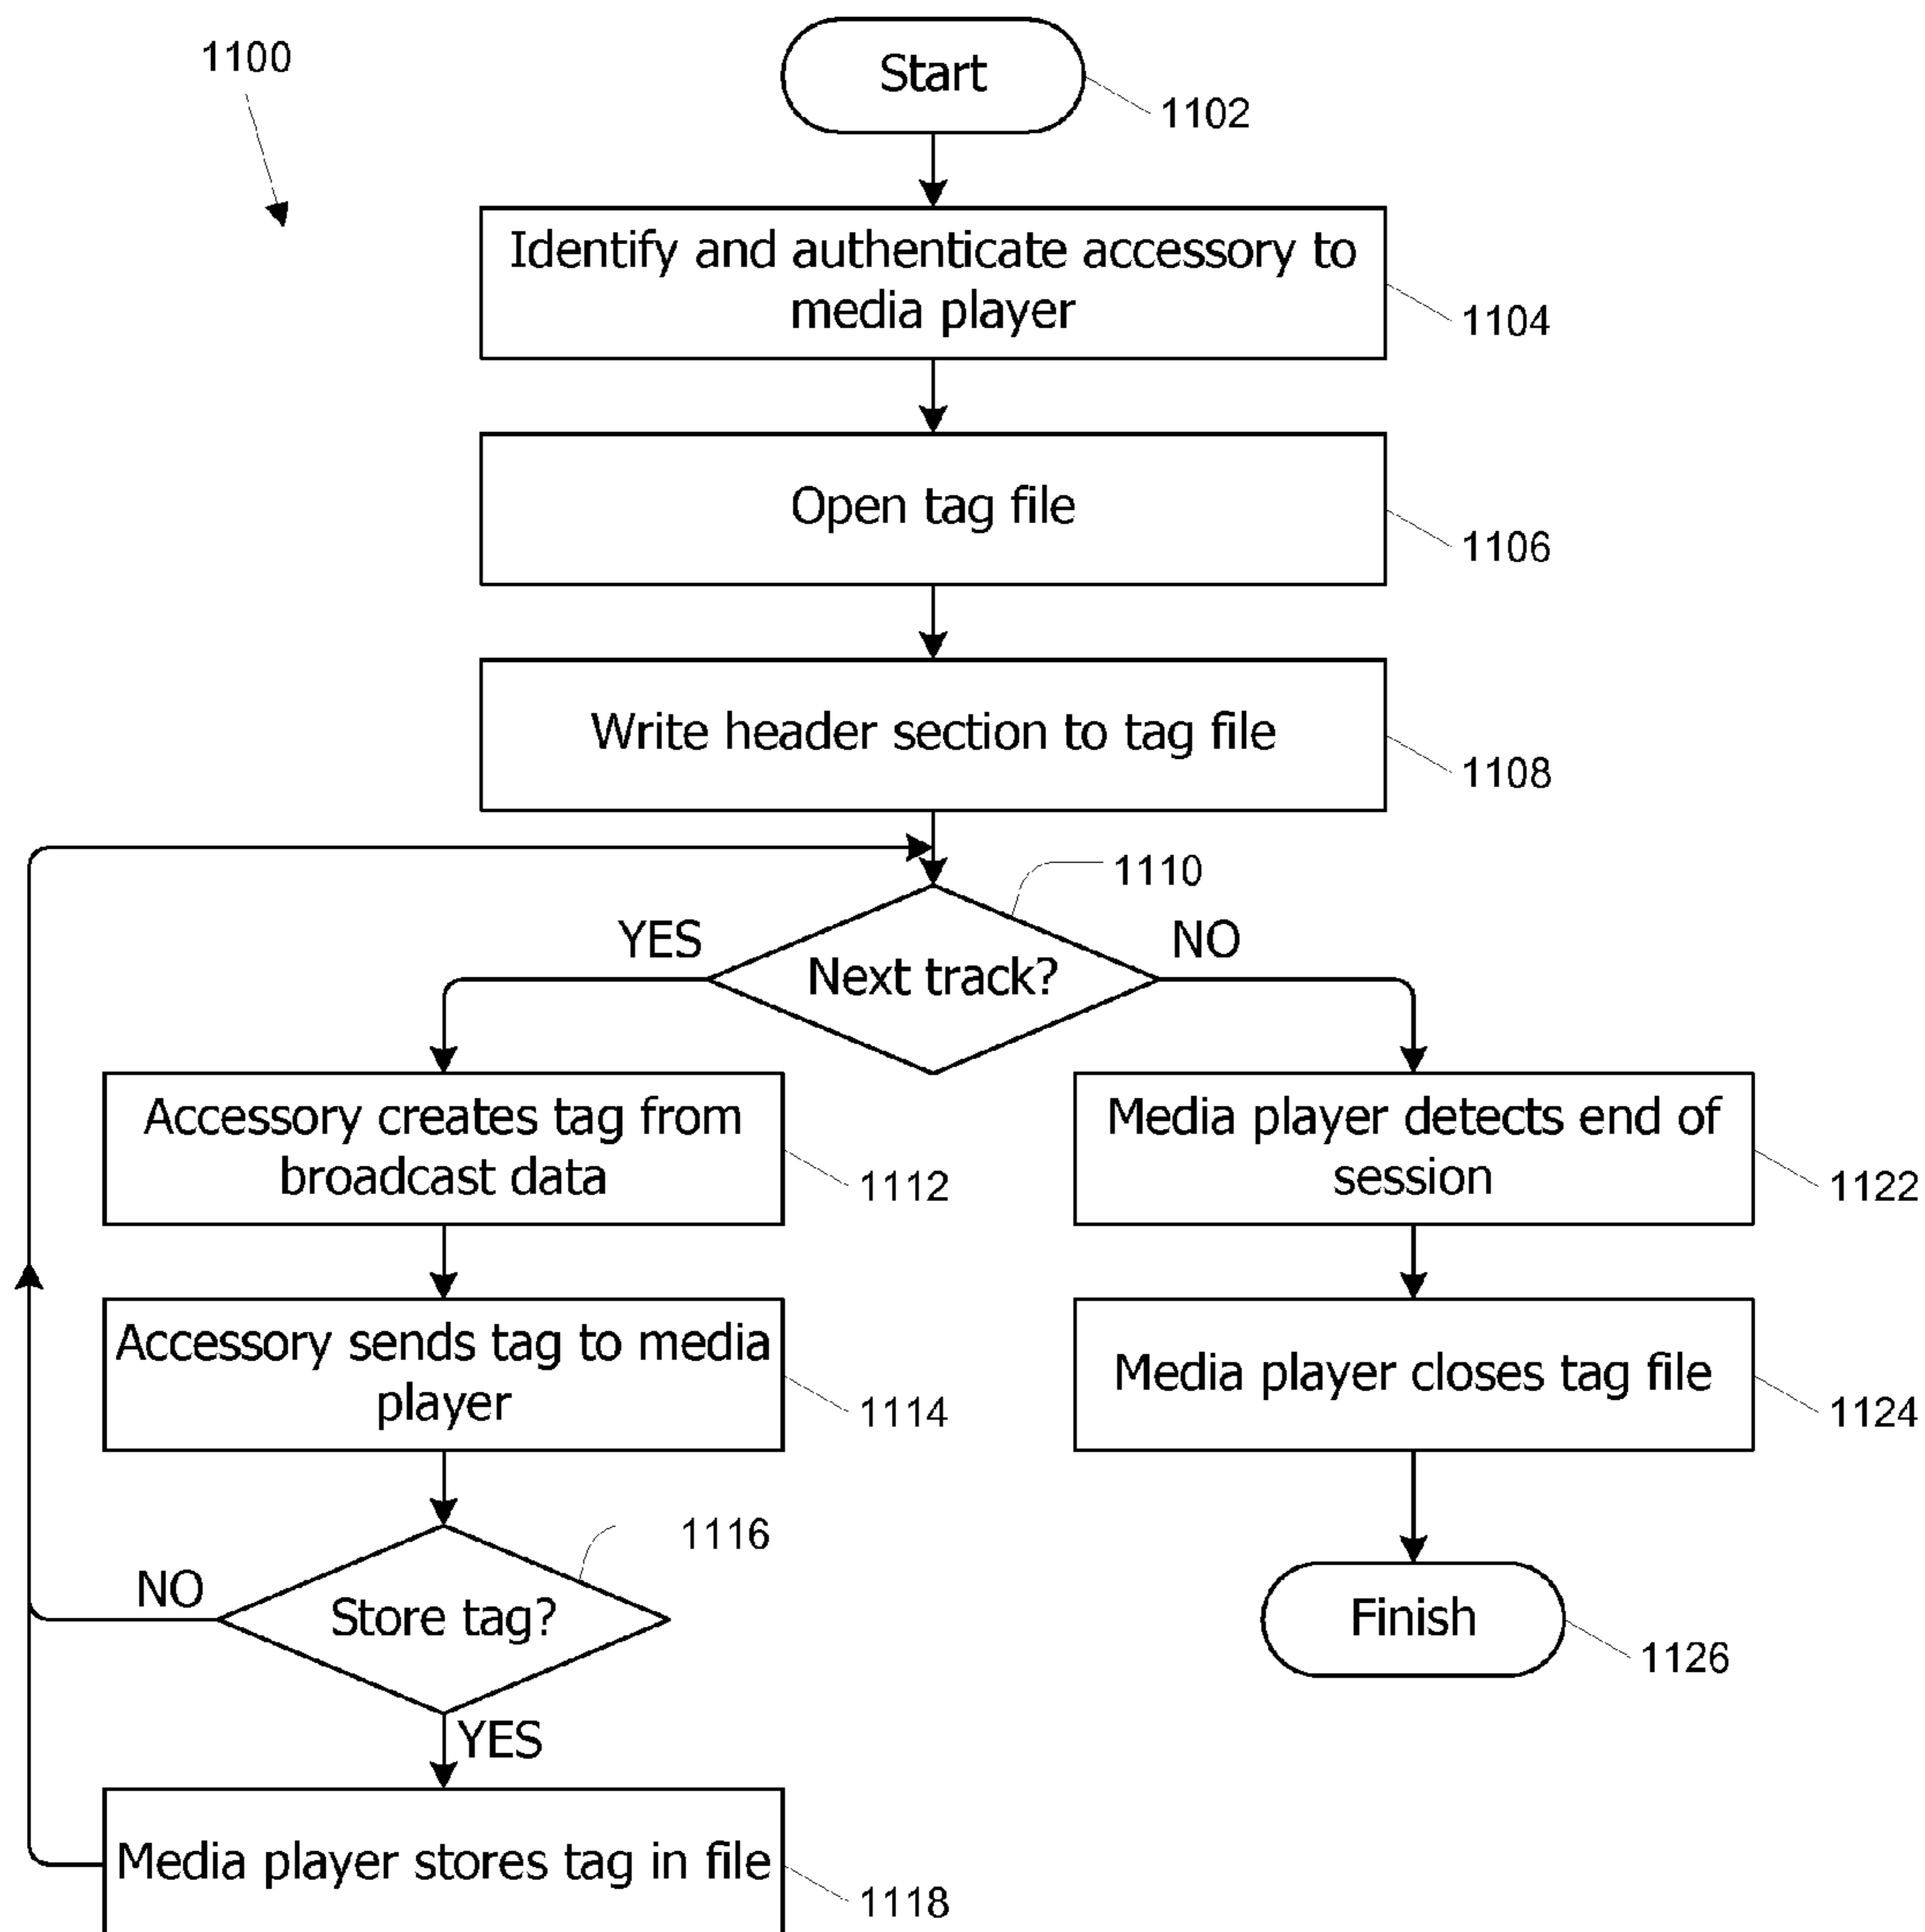 1100
Start
1102
Identify and authenticate accessory to
media player
1104
Open tag file
1106
Write header section to tag file
1108
1110
YES
NO
Next track?
Accessory creates tag from
broadcast data
1112
Media player detects end of
session
1122
Accessory sends tag to media
player
1114
Media player closes tag file
1124
1116
NO
Store tag?
Finish
1126
YES
Media player stores tag in file
1118